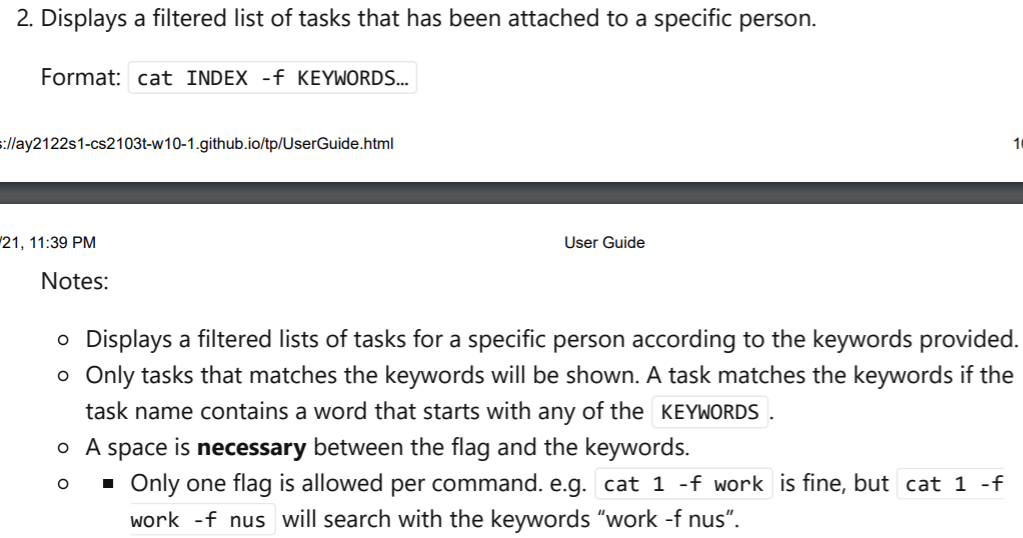 2. Displays a filtered list of tasks that has been attached to a specific person.
Format: cat INDEX -f KEYWORDS…
://ay2122s1-cs2103t-w10-1.github.io/tp/UserGuide.html
/21, 11:39 PM User Guide
Notes:
○ Displays a filtered lists of tasks for a specific person according to the keywords provided.
○ Only tasks that matches the keywords will be shown. A task matches the keywords if the
task name contains a word that starts with any of the KEYWORDS .
○ A space is necessary between the flag and the keywords.
○ ▪ Only one flag is allowed per command. e.g. cat 1 -f work is fine, but cat 1 -f
work -f nus will search with the keywords “work -f nus”.